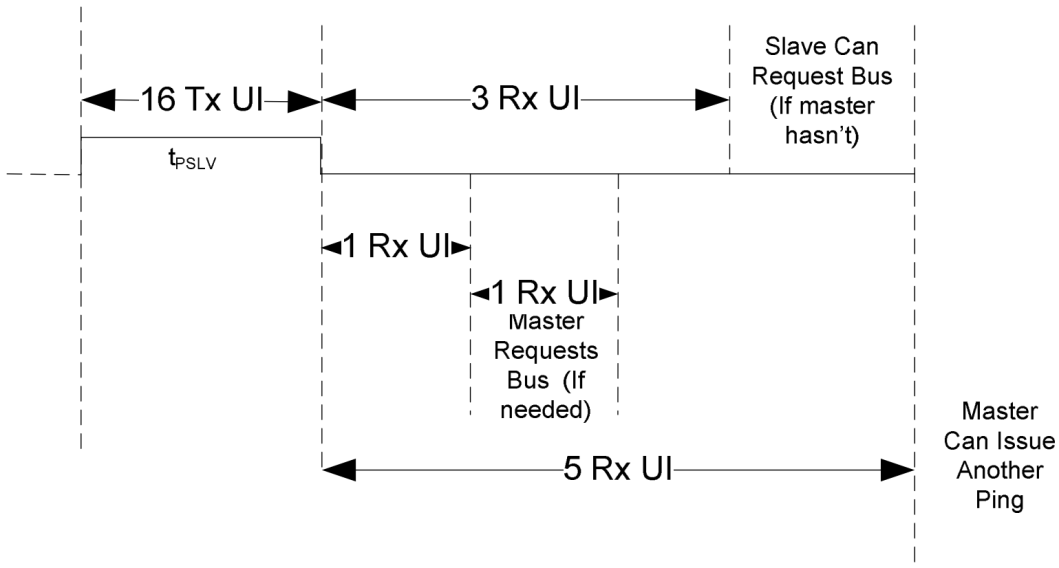 16 Tx UI
3 Rx UI
Slave Can
Request Bus
(If master
hasn't)
tPSLV
1 Rx UI
1 Rx UI
Master
Requests
Bus (If
needed)
5 Rx UI
Master
Can Issue
Another
Ping